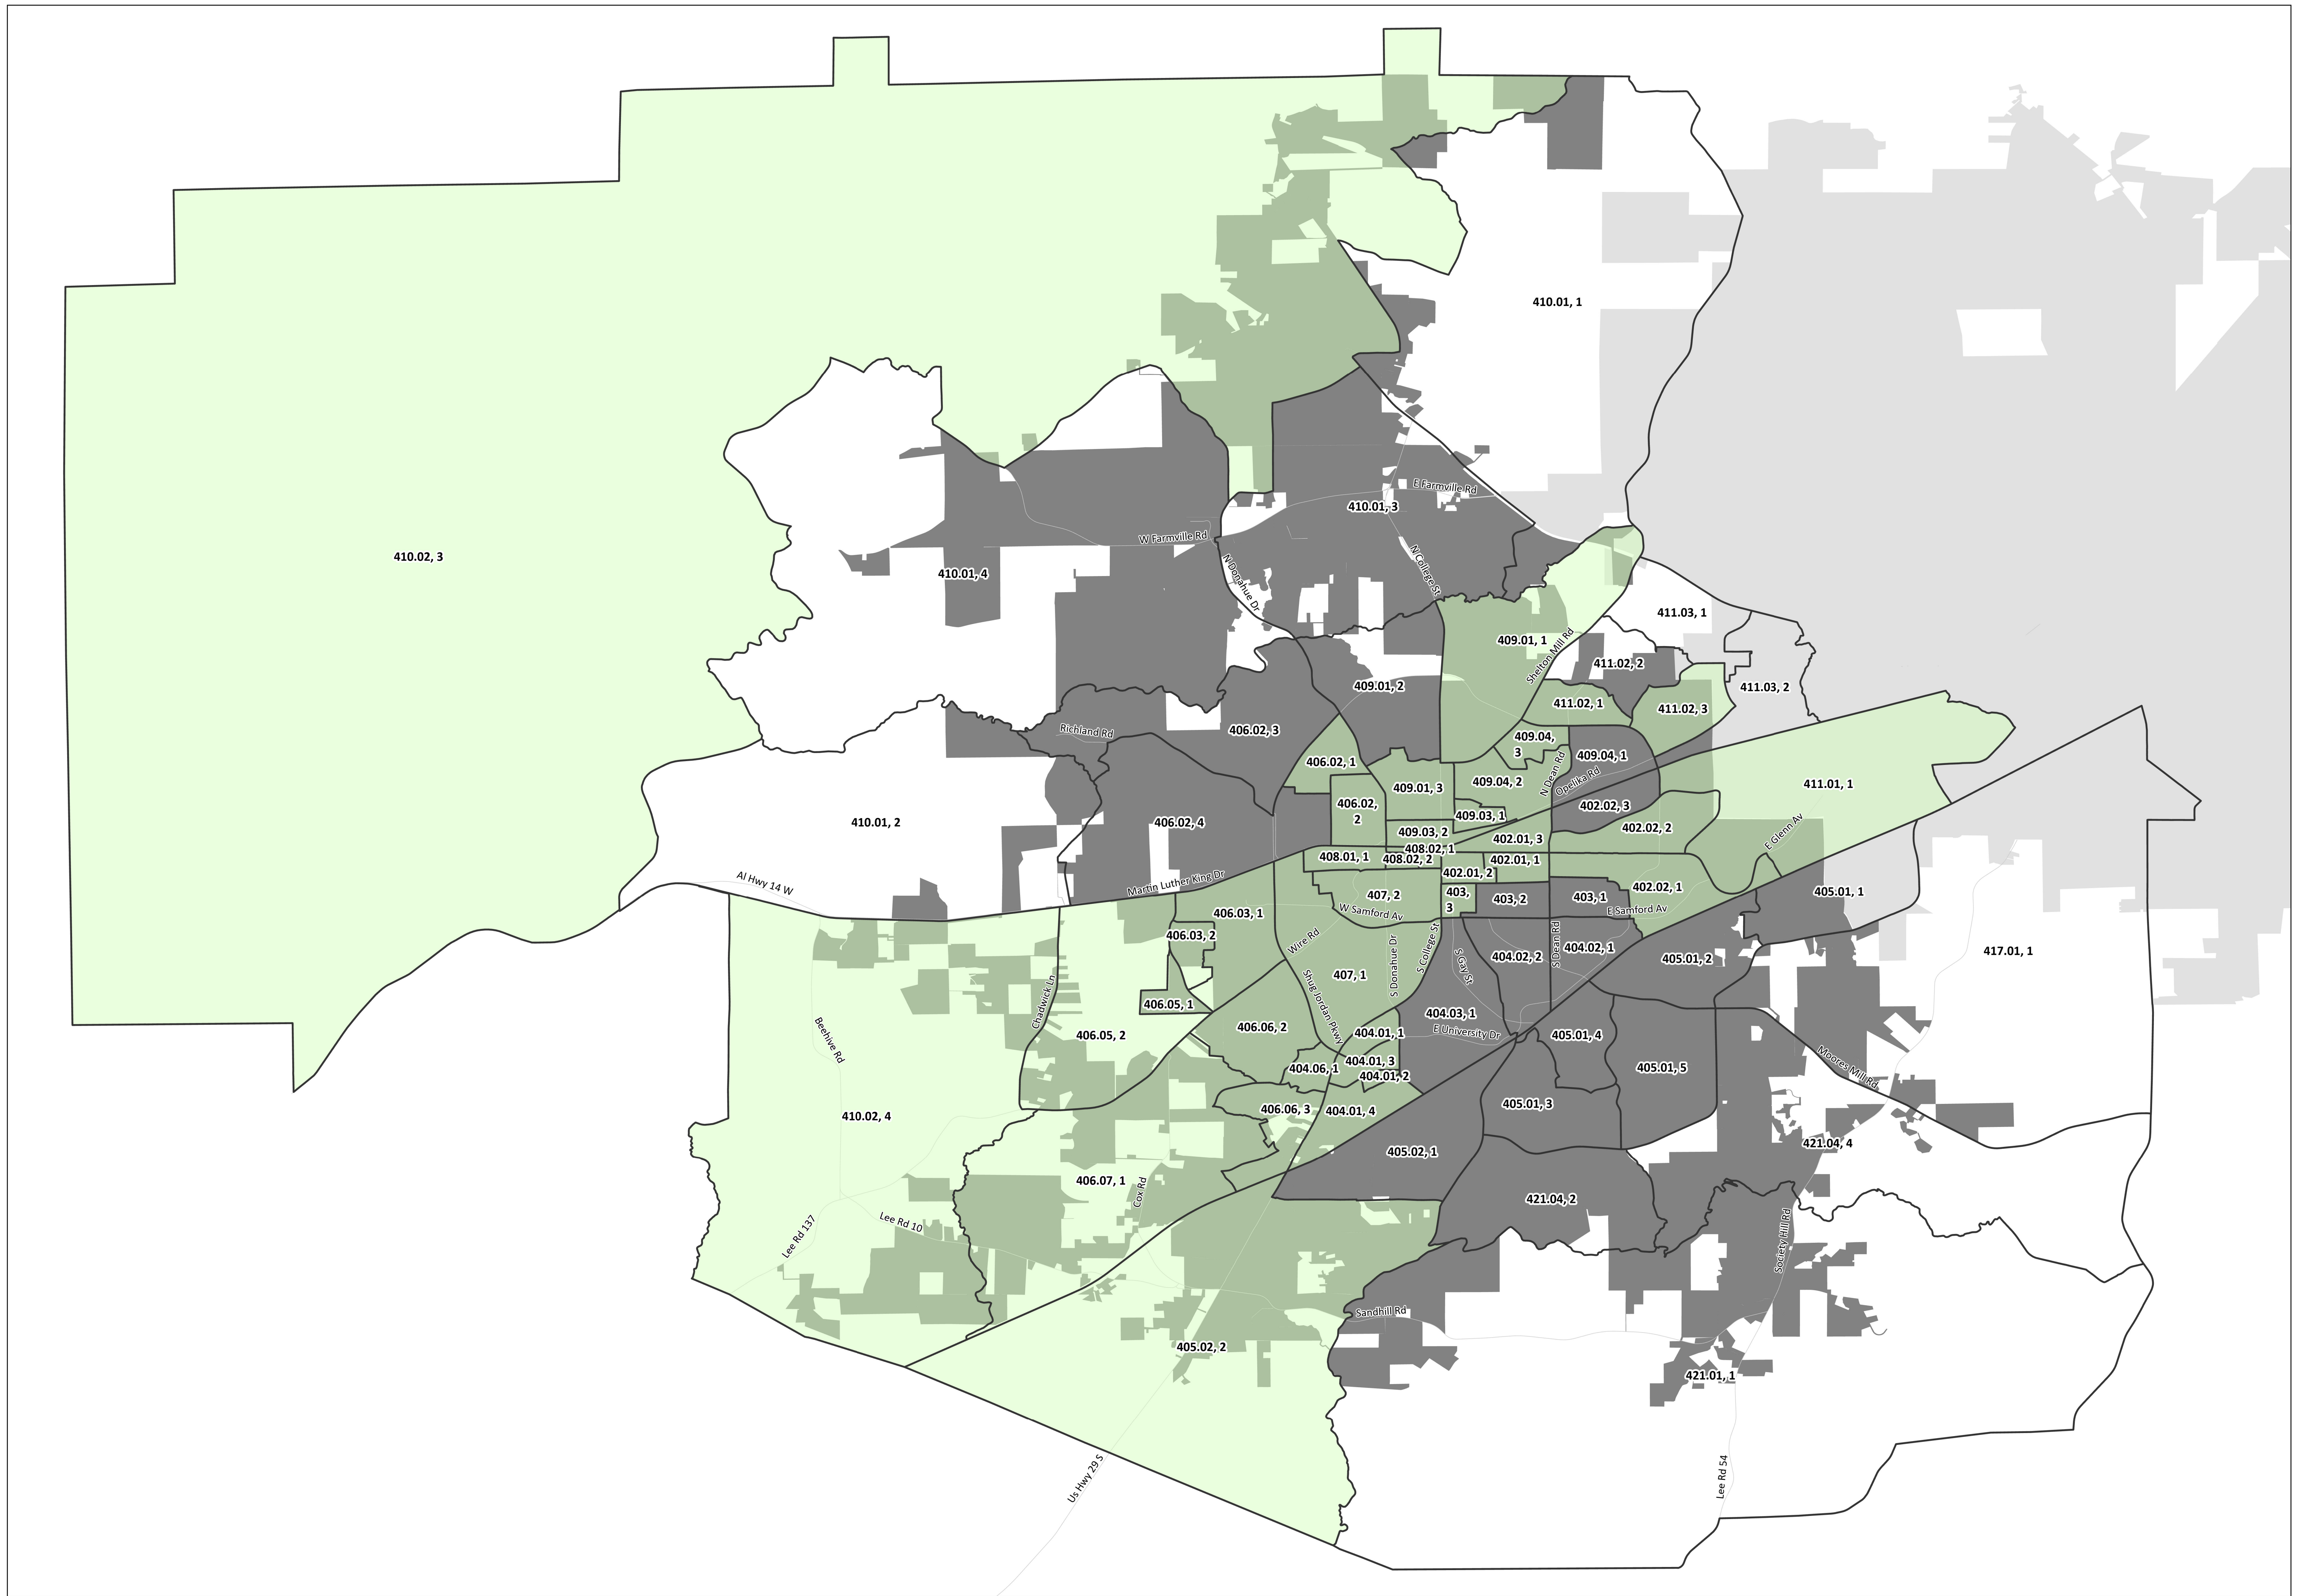 410.01, 1
E Farmville Rd
410.01, 3
W Farmville Rd
410.02, 3
410.01, 4
N College St
N Donahue Dr
411.03, 1
409.01, 1
Shelton Mill Rd
411.02, 2
409.01, 2
411.03, 2
411.02, 1
411.02, 3
Richland Rd
406.02, 3
409.04,
3
409.04, 1
406.02, 1
N Dean Rd
Opelika Rd
409.04, 2
411.01, 1
409.01, 3
406.02,
2
402.02, 3
409.03, 1
410.01, 2
406.02, 4
402.02, 2
409.03, 2
402.01, 3
E Glenn Av
408.02, 1
408.01, 1
408.02, 2
402.01, 1
402.01, 2
Al Hwy 14 W
Martin Luther King Dr
402.02, 1
405.01, 1
407, 2
403,
3
403, 2
403, 1
406.03, 1
W Samford Av
E Samford Av
406.03, 2
Wire Rd
S College St
S Dean Rd
404.02, 1
404.02, 2
417.01, 1
405.01, 2
S Donahue Dr
S Gay St
407, 1
Chadwick Ln
406.05, 1
Shug Jordan Pkwy
404.03, 1
406.06, 2
404.01, 1
E University Dr
406.05, 2
405.01, 4
Beehive Rd
404.01, 3
404.06, 1
404.01, 2
405.01, 5
Moores Mill Rd
405.01, 3
406.06, 3
404.01, 4
410.02, 4
421.04, 4
405.02, 1
406.07, 1
Cox Rd
421.04, 2
Lee Rd 10
Lee Rd 137
Society Hill Rd
Sandhill Rd
405.02, 2
421.01, 1
Us Hwy 29 S
Lee Rd 54